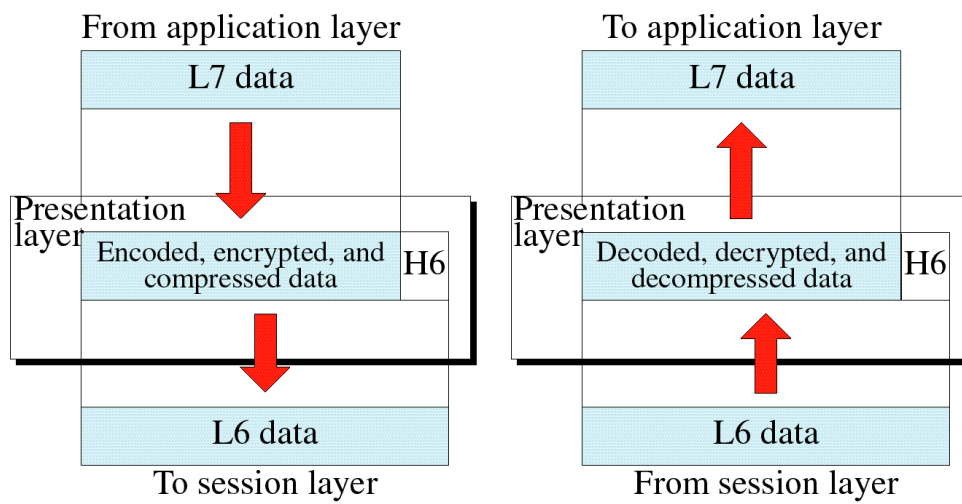 From application layer
L7 data
Presentation
layer
Encoded, encrypted, and
compressed data
H6
L6 data
To session layer
To application layer
L7 data
Presentation
layer
Decoded, decrypted, and
decompressed data
H6
L6 data
From session layer